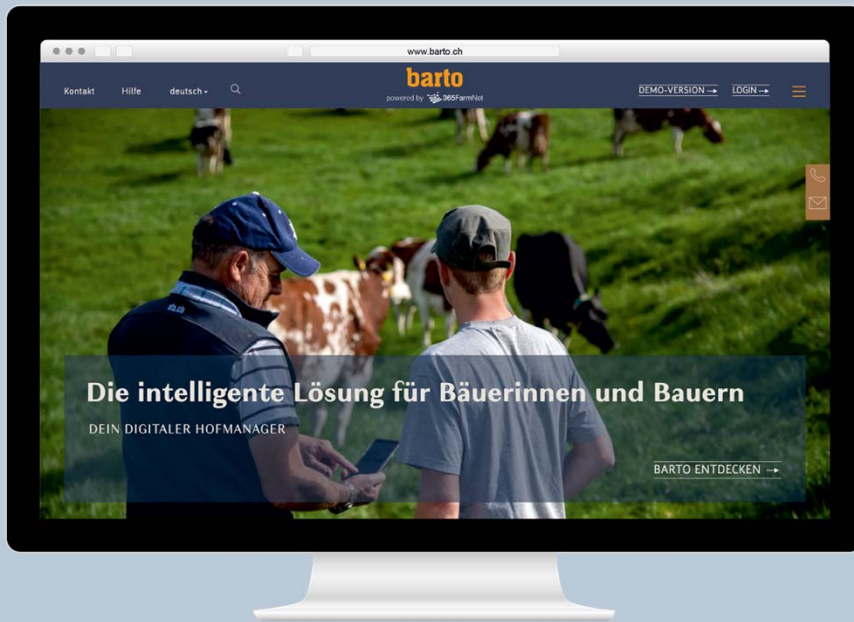 www.barto.ch
Kontakt Hilfe deutsch
barto
powered by 365FarmNet
DEMO-VERSION → LOGIN →
Die intelligente Lösung für Bäuerinnen und Bauern
DEIN DIGITALER HOFMANAGER
BARTO ENTDECKEN →